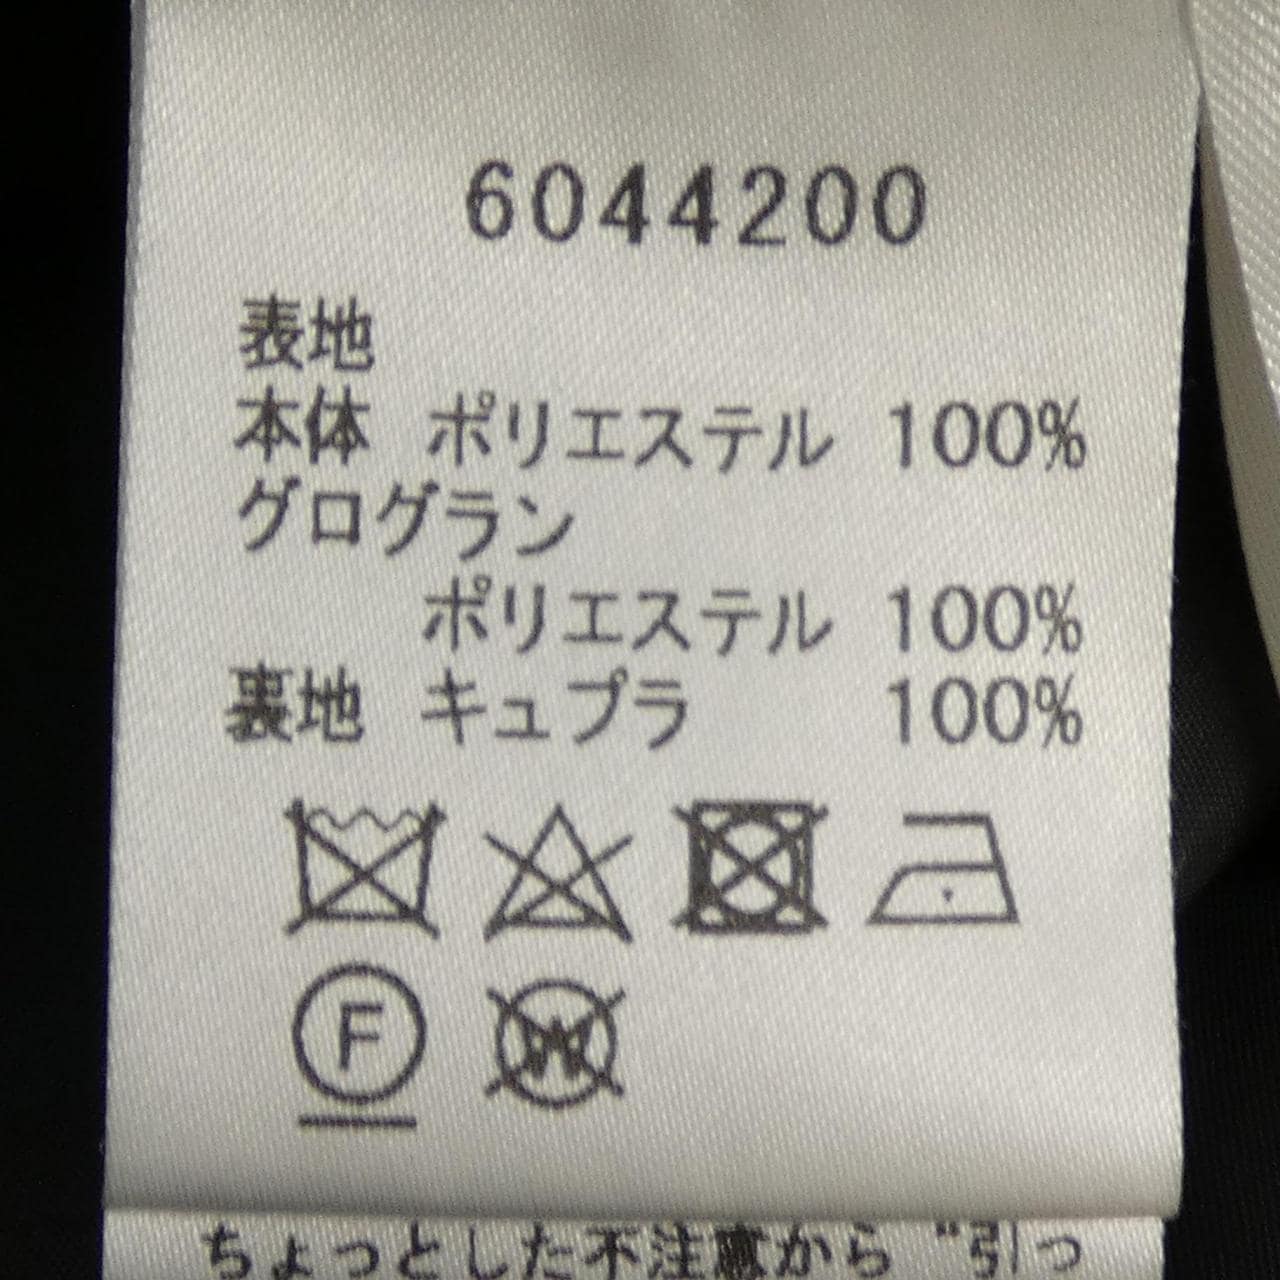 6044200
表地
本体 ポリエステル 100%
グログラン
ポリエステル 100%
裏地 キュプラ 100%
F
W
ちょっとした不注意から “引っ